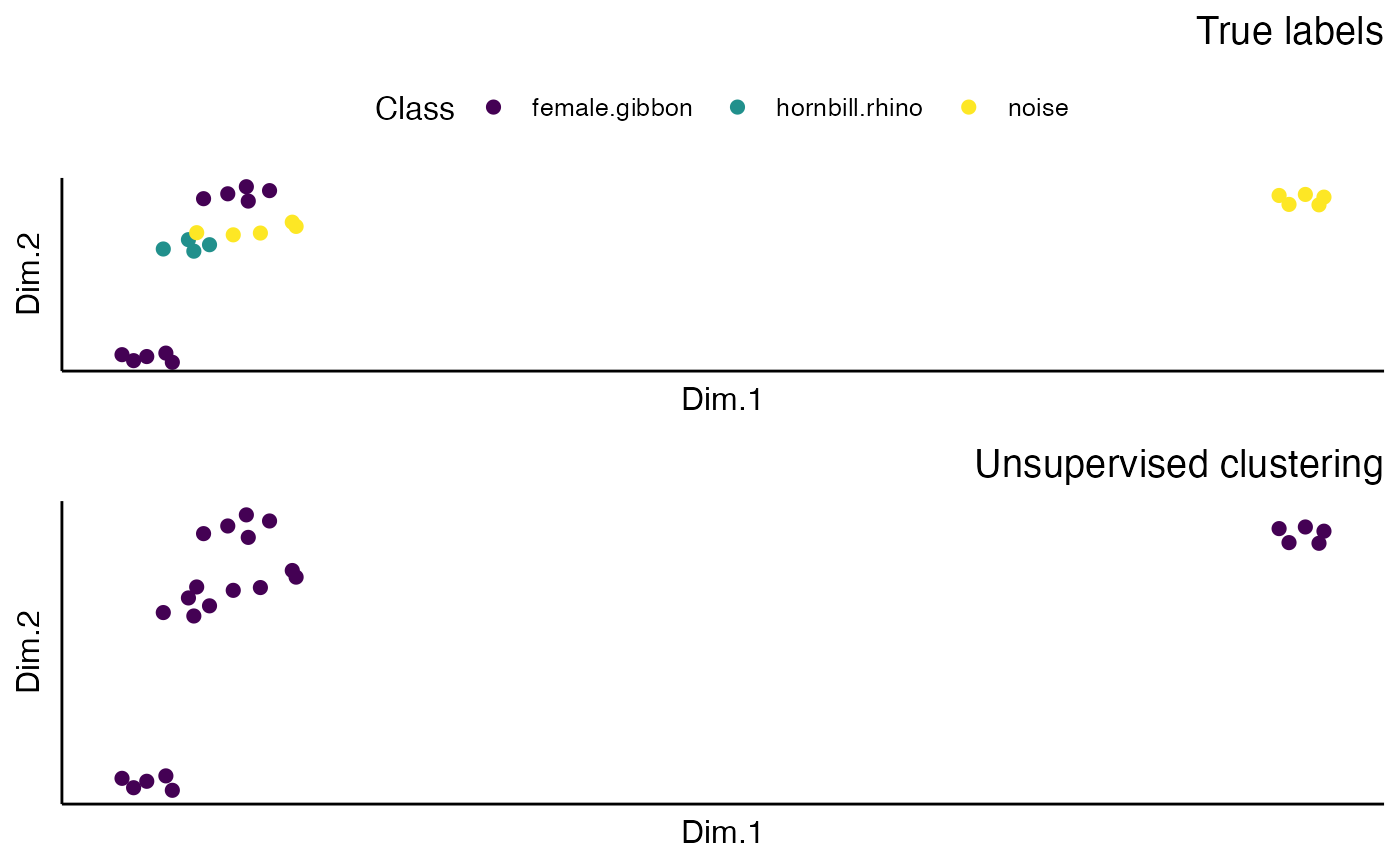 True labels
Class female.gibbon hornbill.rhino noise
Dim.2
Dim.1
Unsupervised clustering
Dim.2
Dim.1